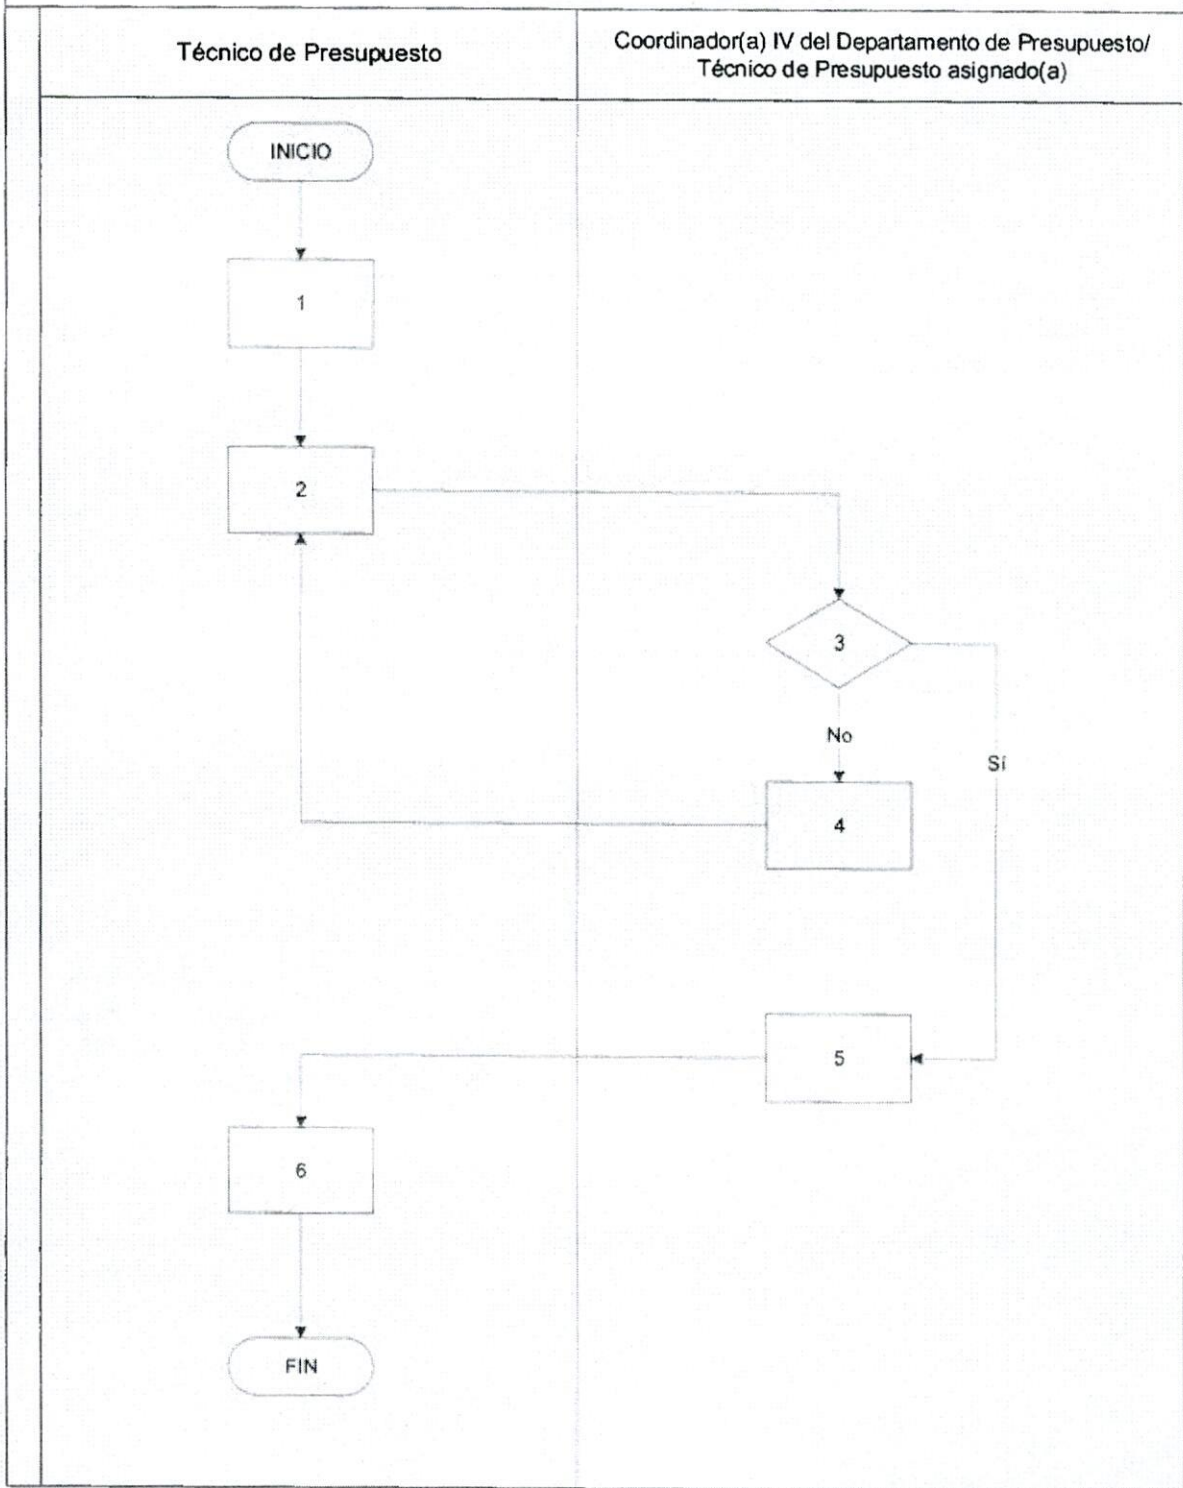 Técnico de Presupuesto
Coordinador(a) IV del Departamento de Presupuesto/
Técnico de Presupuesto asignado(a)
INICIO
1
2
3
No
Sí
4
5
6
FIN